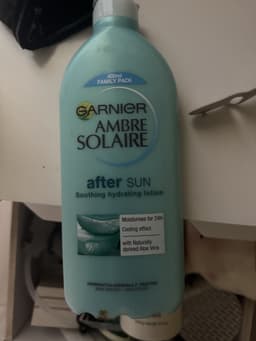 400ml
FAMILY PACK
GARNIER
AMBRE
SOLAIRE
after SUN
Soothing hydrating lotion
Moisturises for 24h
Cooling effect
with Naturally
derived Aloe Vera